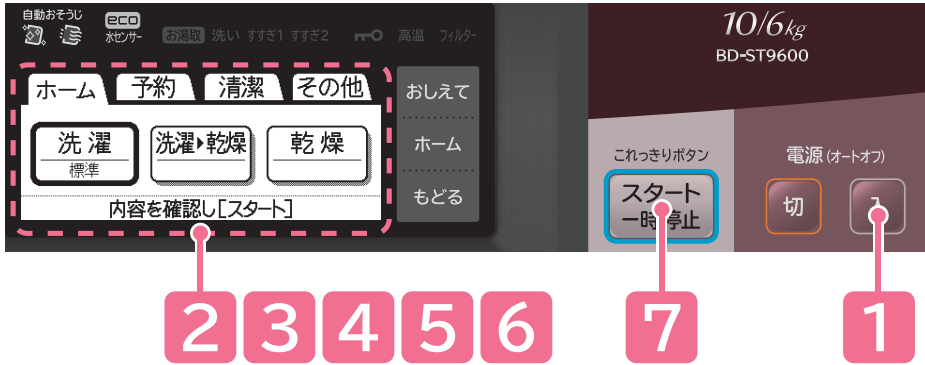 自動おそうじ
eco
水センサー
お湯取 洗い すすぎ1 すすぎ2 高温 フィルター
ホーム 予約 清潔 その他
洗濯
標準
洗濯▶乾燥
乾燥
内容を確認し[スタート]
おしえて
ホーム
もどる
10/6kg
BD-ST9600
これっきりボタン
スタート
一時停止
電源(オートオフ)
切
2 3 4 5 6 7 1